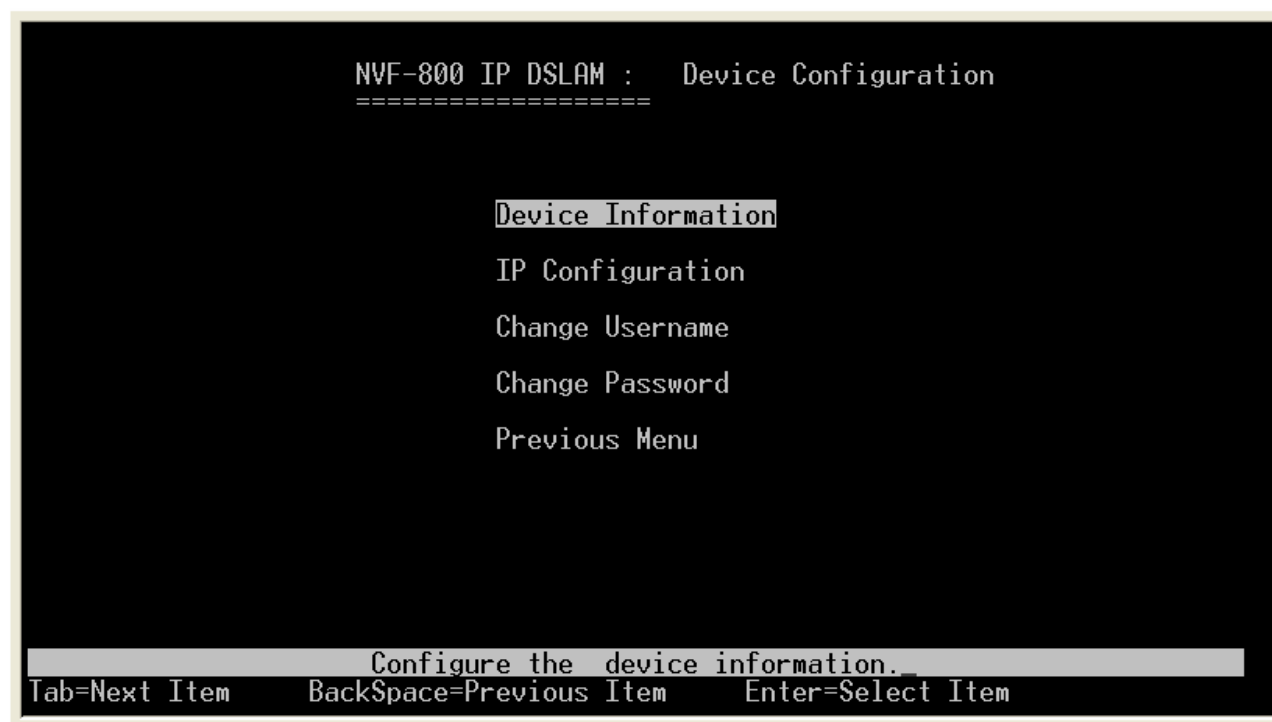 NVF-800 IP DSLAM :   Device Configuration
===================
Device Information
IP Configuration
Change Username
Change Password
Previous Menu
Configure the  device information._
Tab=Next Item     BackSpace=Previous Item     Enter=Select Item